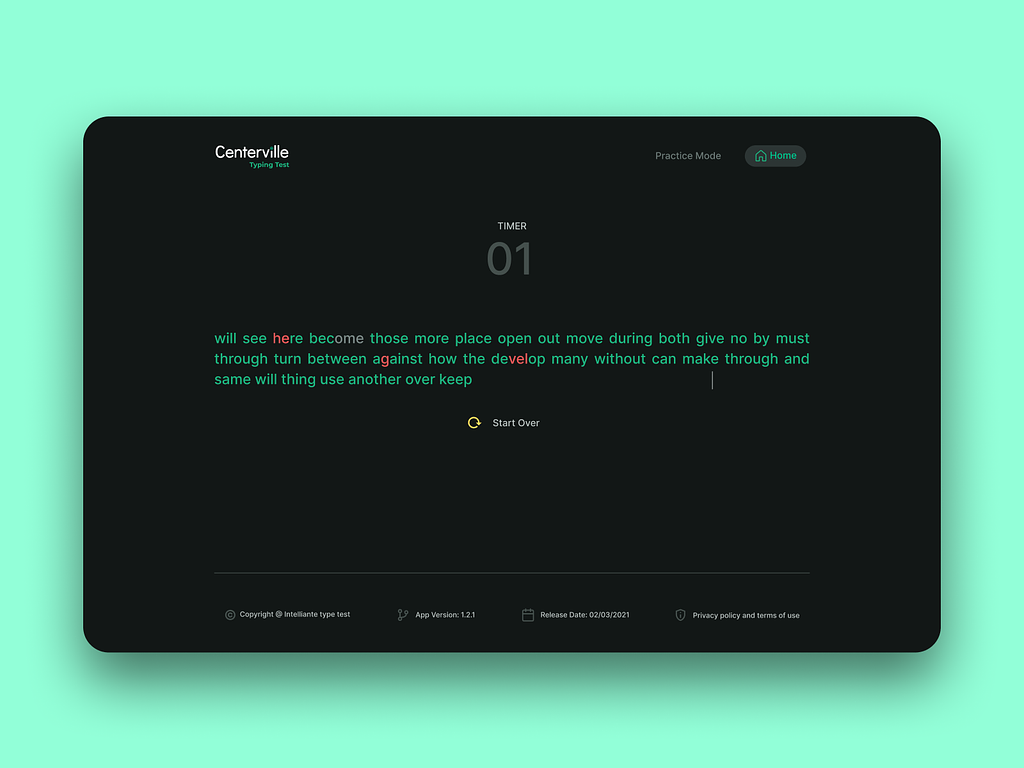 Centerville
Typing Test
Practice Mode
Home
TIMER
01
will see here become those more place open out move during both give no by must
through turn between against how the develop many without can make through and
same will thing use another over keep
Start Over
Copyright @ Intelliante type test
App Version: 1.2.1
Release Date: 02/03/2021
Privacy policy and terms of use